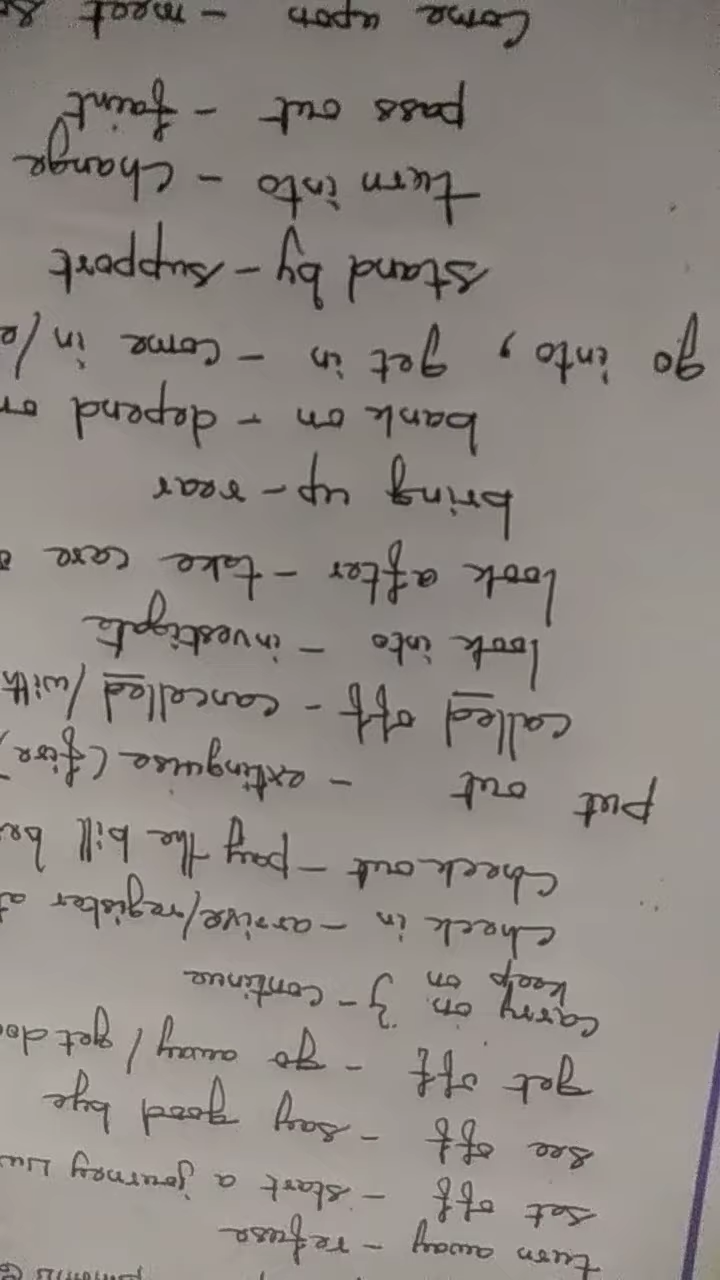 turn away - refuse
set off - start a journey
see off - say good bye
get off - go away / get
carry on } - continue
keep on
check in - arrive/register
check out - pay the bill
put out - extinguise (fire)
called off - cancelled /with
look into - investigate
look after - take care
bring up - rear
bank on - depend
go into, get in - come in /
stand by - support
turn into - change
pass out - faint
come upon - meet